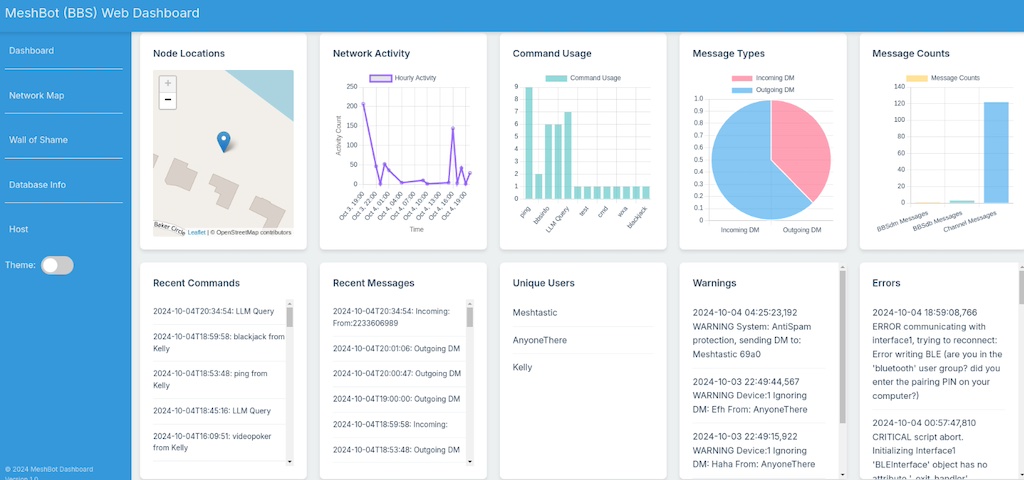 MeshBot (BBS) Web Dashboard
Dashboard
Network Map
Wall of Shame
Database Info
Host
Theme:
© 2024 MeshBot Dashboard
Version 1.0
Node Locations
+
−
Beker Circle
Leaflet | © OpenStreetMap contributors
Network Activity
Hourly Activity
250
200
150
100
50
0
Activity Count
Oct 3, 19:00
Oct 3, 22:00
Oct 4, 01:00
Oct 4, 04:00
Oct 4, 07:00
Oct 4, 10:00
Oct 4, 13:00
Oct 4, 16:00
Oct 4, 19:00
Time
Command Usage
Command Usage
9
8
7
6
5
4
3
2
1
0
ping
bbsinfo
LLM Query
test
cmd
wxa
blackjack
Message Types
Incoming DM
Outgoing DM
1.0
0.9
0.8
0.7
0.6
0.5
0.4
0.3
0.2
0.1
0
Incoming DM
Outgoing DM
Message Counts
Message Counts
140
120
100
80
60
40
20
0
BBSdm Messages
BBSdb Messages
Channel Messages
Recent Commands
2024-10-04T20:34:54: LLM Query
2024-10-04T18:59:58: blackjack from
Kelly
2024-10-04T18:53:48: ping from
Kelly
2024-10-04T18:45:16: LLM Query
2024-10-04T16:09:51: videopoker
from Kelly
Recent Messages
2024-10-04T20:34:54: Incoming:
From:2233606989
2024-10-04T20:01:06: Outgoing DM
2024-10-04T20:00:47: Outgoing DM
2024-10-04T19:00:00: Outgoing DM
2024-10-04T18:59:58: Incoming:
2024-10-04T18:53:48: Outgoing DM
Unique Users
Meshtastic
AnyoneThere
Kelly
Warnings
2024-10-04 04:25:23,192
WARNING System: AntiSpam
protection, sending DM to:
Meshtastic 69a0
2024-10-03 22:49:44,567
WARNING Device:1 Ignoring
DM: Efh From: AnyoneThere
2024-10-03 22:49:15,922
WARNING Device:1 Ignoring
DM: Haha From: AnyoneThere
Errors
2024-10-04 18:59:08,766
ERROR communicating with
interface1, trying to reconnect:
Error writing BLE (are you in the
'bluetooth' user group? did you
enter the pairing PIN on your
computer?)
2024-10-04 00:57:47,810
CRITICAL script abort.
Initializing Interface1
'BLEInterface' object has no
attribute '_exit_handler'